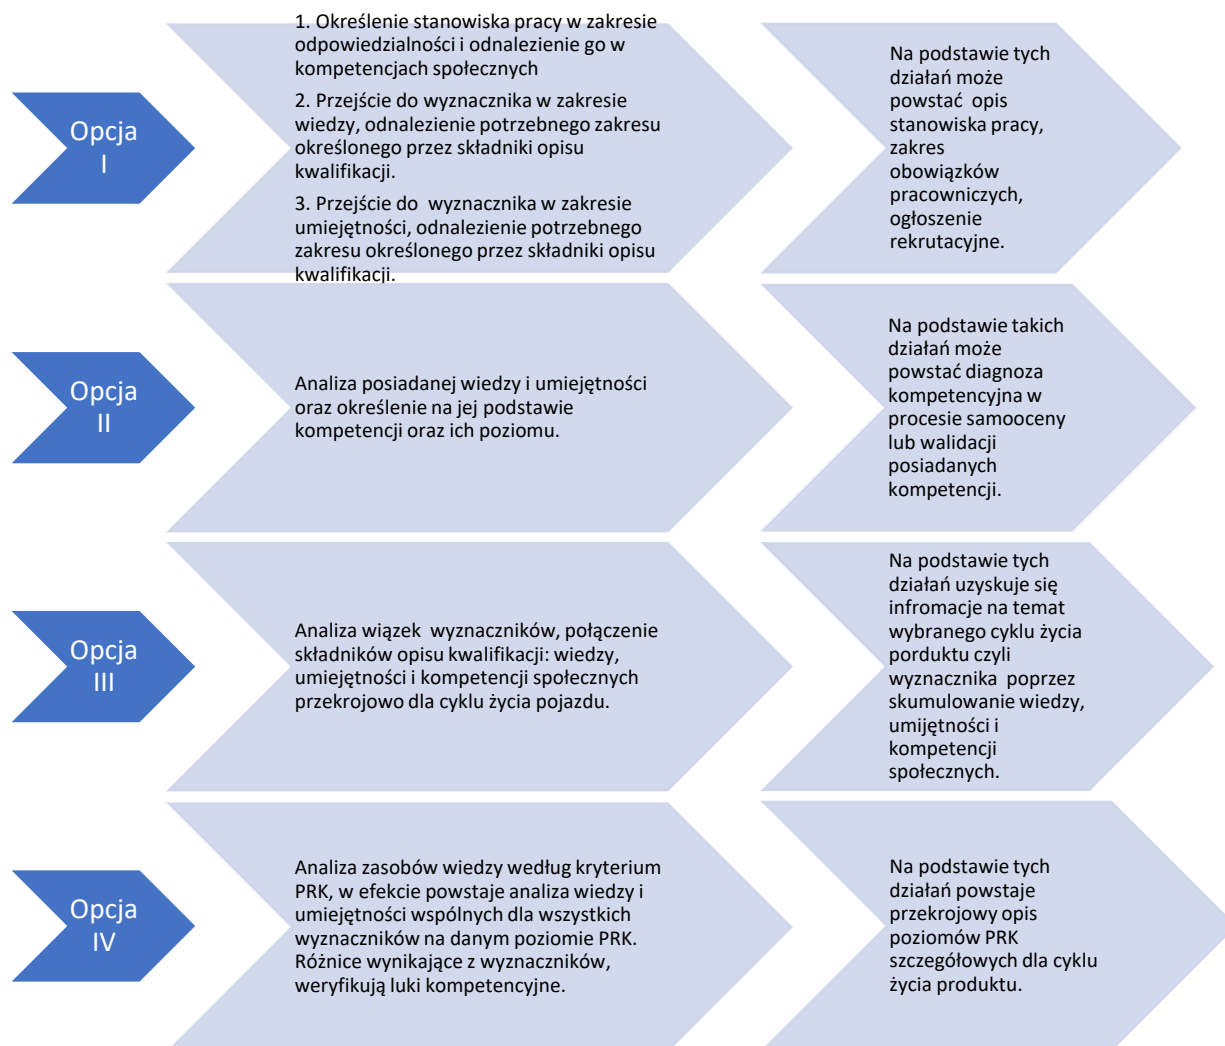 Opcja
I
1. Określenie stanowiska pracy w zakresie
odpowiedzialności i odnalezienie go w
kompetencjach społecznych
2. Przejście do wyznacznika w zakresie
wiedzy, odnalezienie potrzebnego zakresu
określonego przez składniki opisu
kwalifikacji.
3. Przejście do wyznacznika w zakresie
umiejętności, odnalezienie potrzebnego
zakresu określonego przez składniki opisu
kwalifikacji.
Na podstawie tych
działań może
powstać opis
stanowiska pracy,
zakres
obowiązków
pracowniczych,
ogłoszenie
rekrutacyjne.
Opcja
II
Analiza posiadanej wiedzy i umiejętności
oraz określenie na jej podstawie
kompetencji oraz ich poziomu.
Na podstawie takich
działań może
powstać diagnoza
kompetencyjna w
procesie samooceny
lub walidacji
posiadanych
kompetencji.
Opcja
III
Analiza wiązek wyznaczników, połączenie
składników opisu kwalifikacji: wiedzy,
umiejętności i kompetencji społecznych
przekrojowo dla cyklu życia pojazdu.
Na podstawie tych
działań uzyskuje się
infromacje na temat
wybranego cyklu życia
porduktu czyli
wyznacznika poprzez
skumulowanie wiedzy,
umijętności i
kompetencji
społecznych.
Opcja
IV
Analiza zasobów wiedzy według kryterium
PRK, w efekcie powstaje analiza wiedzy i
umiejętności wspólnych dla wszystkich
wyznaczników na danym poziomie PRK.
Różnice wynikające z wyznaczników,
weryfikują luki kompetencyjne.
Na podstawie tych
działań powstaje
przekrojowy opis
poziomów PRK
szczegółowych dla cyklu
życia produktu.